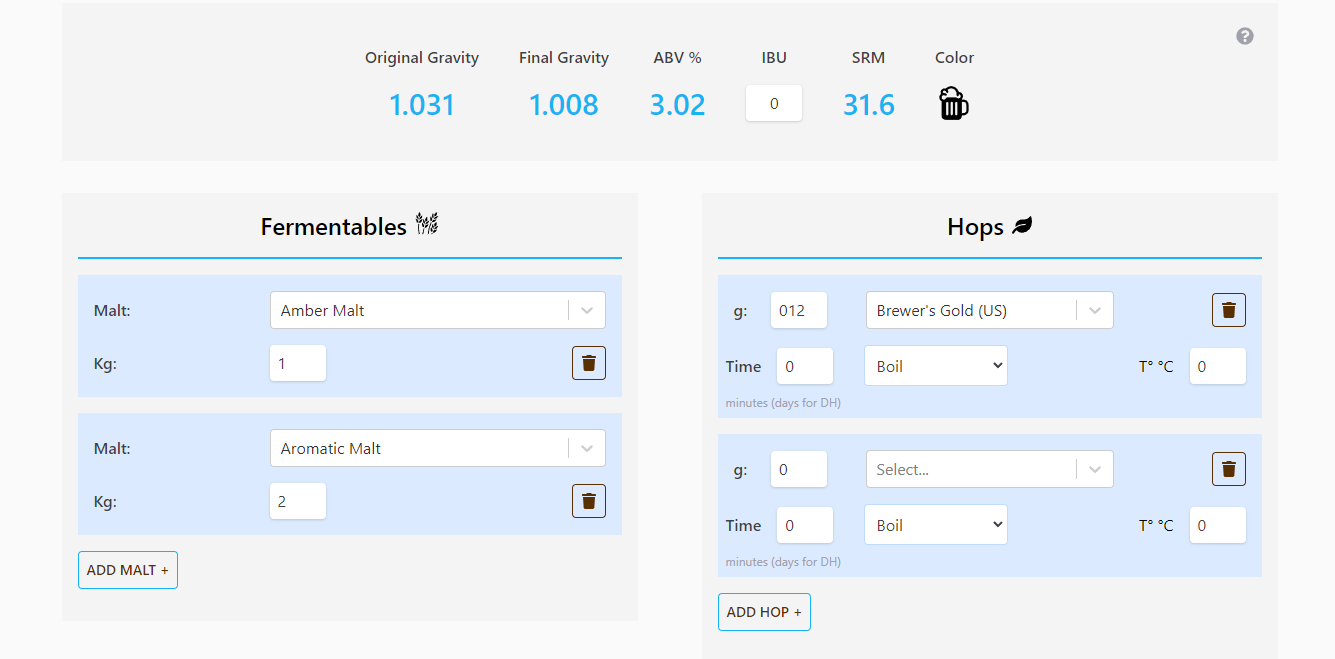 Original Gravity Final Gravity ABV % IBU SRM Color
1.031 1.008 3.02 0 31.6
Fermentables
Malt: Amber Malt
Kg: 1
Malt: Aromatic Malt
Kg: 2
ADD MALT +
Hops
g: 012 Brewer's Gold (US)
Time 0 Boil T° °C 0
minutes (days for DH)
g: 0 Select...
Time 0 Boil T° °C 0
minutes (days for DH)
ADD HOP +